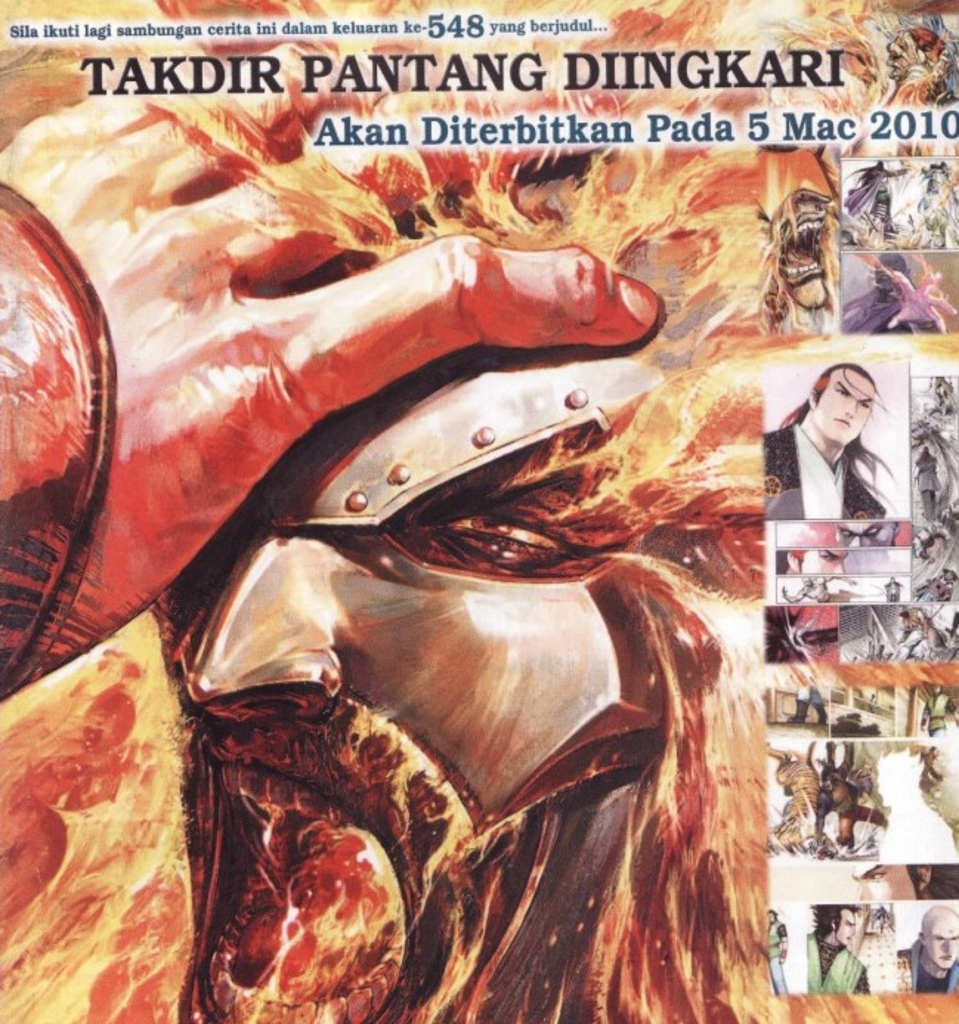 Sila ikuti lagi sambungan cerita ini dalam keluaran ke-548 yang berjudul...
TAKDIR PANTANG DIINGKARI
Akan Diterbitkan Pada 5 Mac 2010